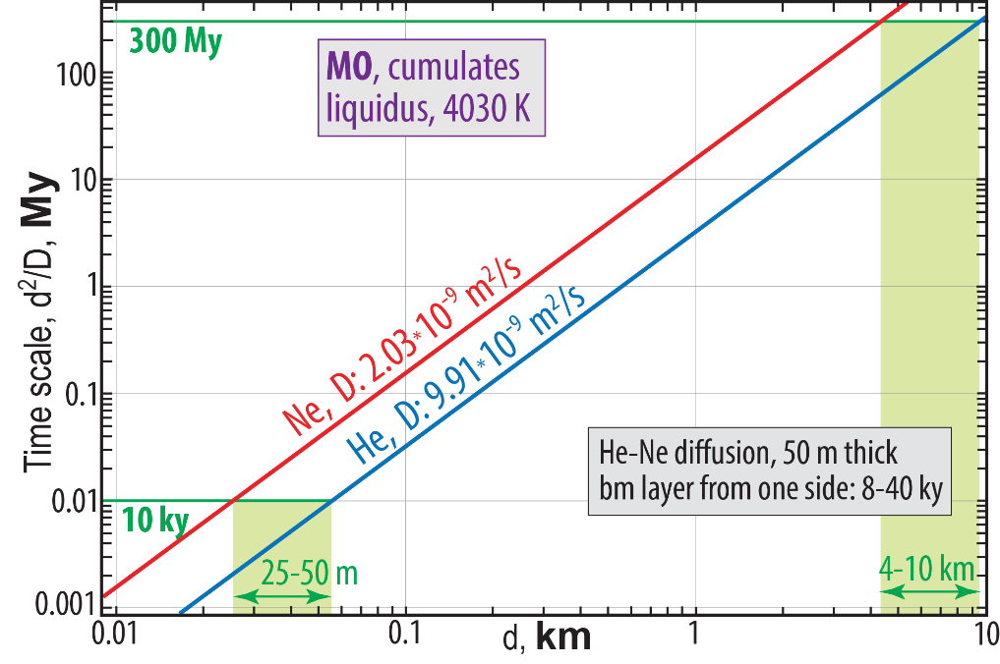 300 My
100
MO, cumulates
liquidus, 4030 K
10
Time scale, d²/D, My
1
Ne, D: 2.03*10⁻⁹ m²/s
He, D: 9.91*10⁻⁹ m²/s
0.1
He-Ne diffusion, 50 m thick
bm layer from one side: 8-40 ky
0.01
10 ky
25-50 m
4-10 km
0.001
0.01
0.1
1
10
d, km